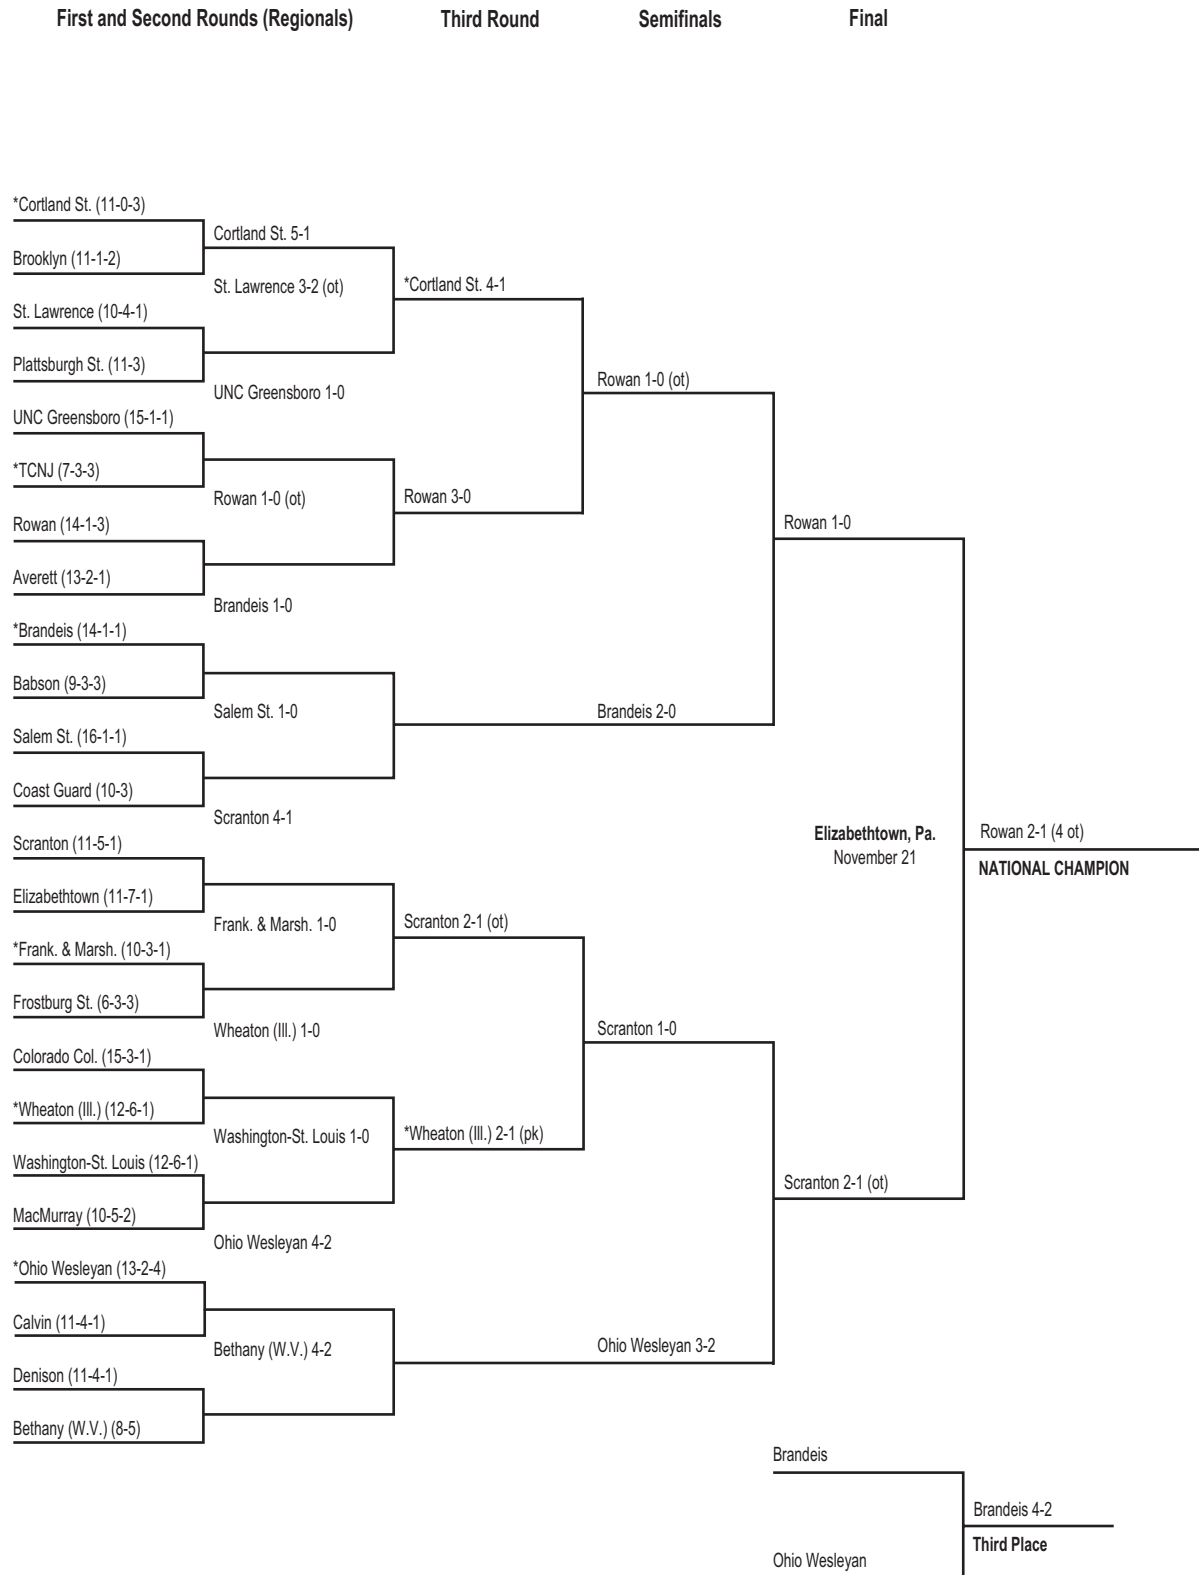 First and Second Rounds (Regionals)
Third Round
Semifinals
Final
*Cortland St. (11-0-3)
Brooklyn (11-1-2)
St. Lawrence (10-4-1)
Plattsburgh St. (11-3)
UNC Greensboro (15-1-1)
*TCNJ (7-3-3)
Rowan (14-1-3)
Averett (13-2-1)
*Brandeis (14-1-1)
Babson (9-3-3)
Salem St. (16-1-1)
Coast Guard (10-3)
Scranton (11-5-1)
Elizabethtown (11-7-1)
*Frank. & Marsh. (10-3-1)
Frostburg St. (6-3-3)
Colorado Col. (15-3-1)
*Wheaton (Ill.) (12-6-1)
Washington-St. Louis (12-6-1)
MacMurray (10-5-2)
*Ohio Wesleyan (13-2-4)
Calvin (11-4-1)
Denison (11-4-1)
Bethany (W.V.) (8-5)
Cortland St. 5-1
St. Lawrence 3-2 (ot)
UNC Greensboro 1-0
Rowan 1-0 (ot)
Brandeis 1-0
Salem St. 1-0
Scranton 4-1
Frank. & Marsh. 1-0
Wheaton (Ill.) 1-0
Washington-St. Louis 1-0
Ohio Wesleyan 4-2
Bethany (W.V.) 4-2
*Cortland St. 4-1
Rowan 3-0
Scranton 2-1 (ot)
*Wheaton (Ill.) 2-1 (pk)
Rowan 1-0 (ot)
Brandeis 2-0
Scranton 1-0
Ohio Wesleyan 3-2
Rowan 1-0
Elizabethtown, Pa.
November 21
Scranton 2-1 (ot)
Rowan 2-1 (4 ot)
NATIONAL CHAMPION
Brandeis
Ohio Wesleyan
Brandeis 4-2
Third Place